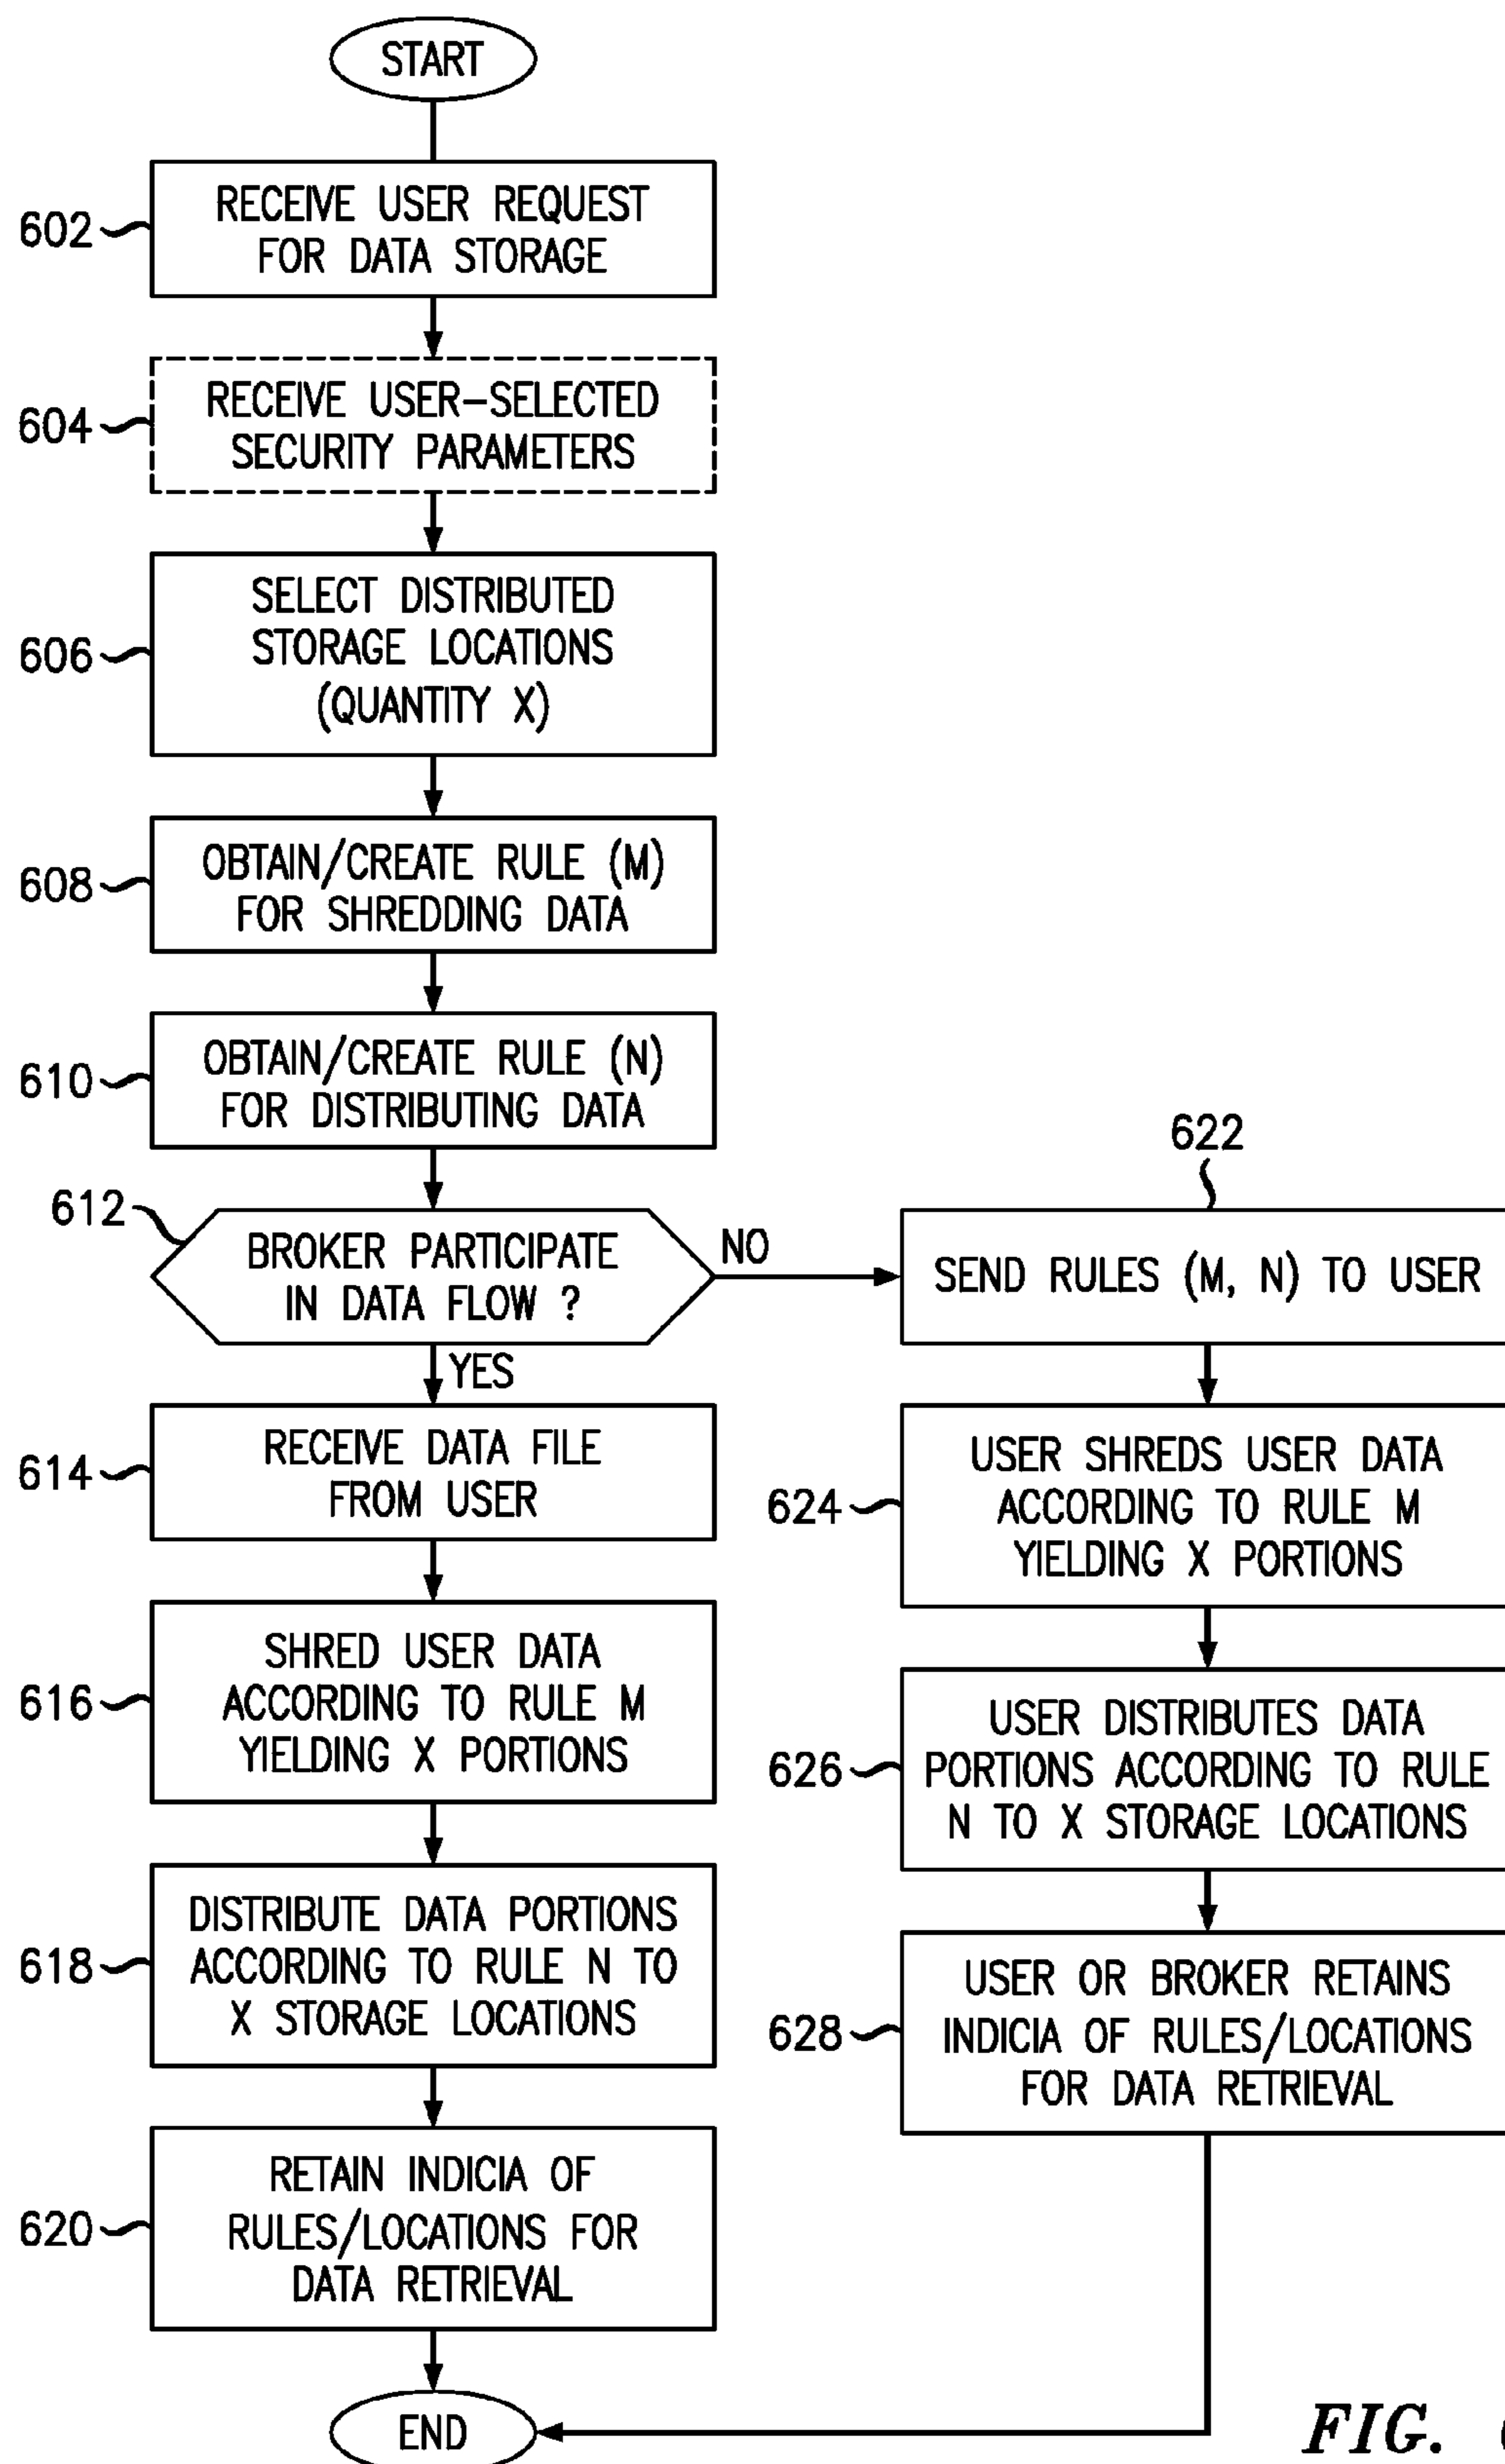 START
602
RECEIVE USER REQUEST
FOR DATA STORAGE
604
RECEIVE USER-SELECTED
SECURITY PARAMETERS
606
SELECT DISTRIBUTED
STORAGE LOCATIONS
(QUANTITY X)
608
OBTAIN/CREATE RULE (M)
FOR SHREDDING DATA
610
OBTAIN/CREATE RULE (N)
FOR DISTRIBUTING DATA
612
BROKER PARTICIPATE
IN DATA FLOW ?
NO
YES
614
RECEIVE DATA FILE
FROM USER
616
SHRED USER DATA
ACCORDING TO RULE M
YIELDING X PORTIONS
618
DISTRIBUTE DATA PORTIONS
ACCORDING TO RULE N TO
X STORAGE LOCATIONS
620
RETAIN INDICIA OF
RULES/LOCATIONS FOR
DATA RETRIEVAL
622
SEND RULES (M, N) TO USER
624
USER SHREDS USER DATA
ACCORDING TO RULE M
YIELDING X PORTIONS
626
USER DISTRIBUTES DATA
PORTIONS ACCORDING TO RULE
N TO X STORAGE LOCATIONS
628
USER OR BROKER RETAINS
INDICIA OF RULES/LOCATIONS
FOR DATA RETRIEVAL
END
FIG.